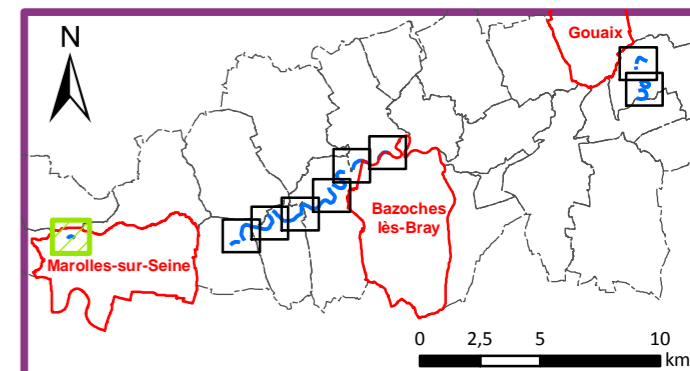 N
Gouaix
Bazoches
lès-Bray
Marolles-sur-Seine
0 2,5 5 10
km